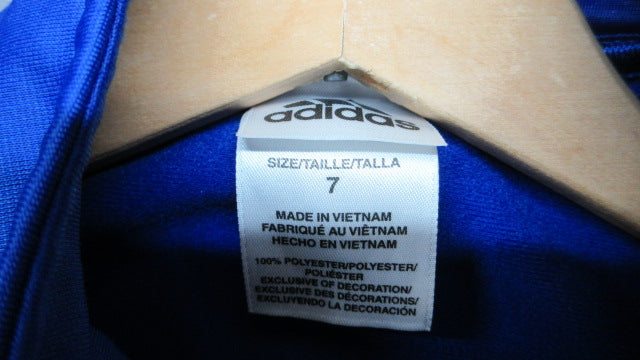 adidas
SIZE/TAILLE/TALLA
7
MADE IN VIETNAM
FABRIQUÉ AU VIÊTNAM
HECHO EN VIETNAM
100% POLYESTER/POLYESTER/
POLIÉSTER
EXCLUSIVE OF DECORATION/
EXCLUSIVE DES DÉCORATIONS/
EXCLUYENDO LA DECORACIÓN